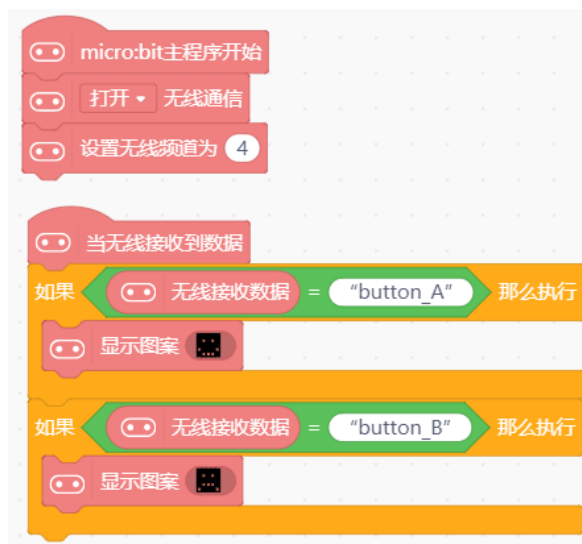 micro:bit主程序开始
打开 无线通信
设置无线频道为 4
当无线接收到数据
如果 无线接收数据 = “button_A” 那么执行
显示图案
如果 无线接收数据 = “button_B” 那么执行
显示图案